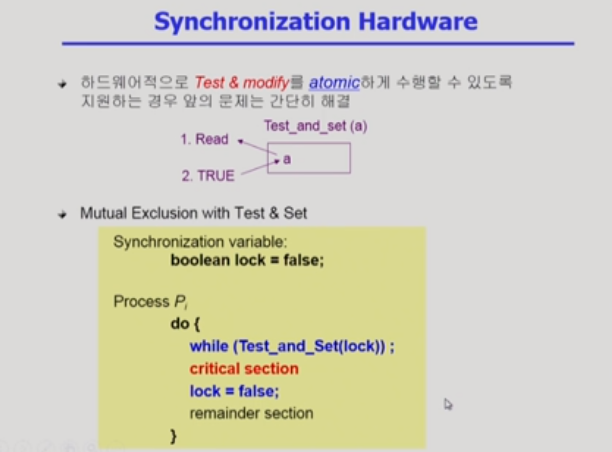 Synchronization Hardware
하드웨어적으로 Test & modify를 atomic하게 수행할 수 있도록
지원하는 경우 앞의 문제는 간단히 해결
Test_and_set (a)
1. Read
a
2. TRUE
Mutual Exclusion with Test & Set
Synchronization variable:
boolean lock = false;
Process Pi
do {
while (Test_and_Set(lock)) ;
critical section
lock = false;
remainder section
}